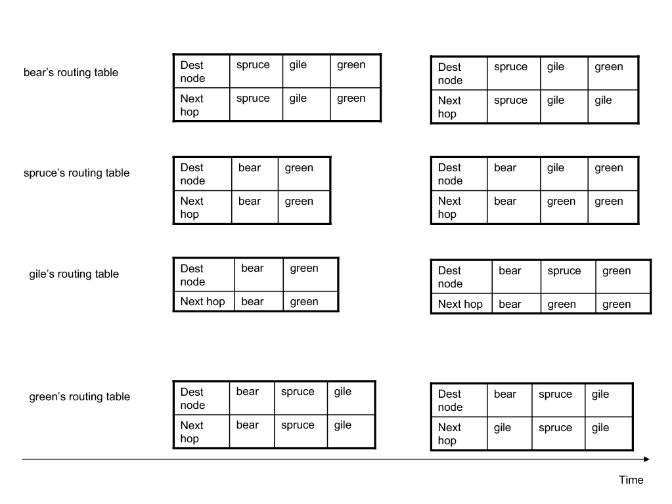 bear's routing table
Dest node spruce gile green
Next hop spruce gile green
Dest node spruce gile green
Next hop spruce gile gile
spruce's routing table
Dest node bear green
Next hop bear green
Dest node bear gile green
Next hop bear green green
gile's routing table
Dest node bear green
Next hop bear green
Dest node bear spruce green
Next hop bear green green
green's routing table
Dest node bear spruce gile
Next hop bear spruce gile
Dest node bear spruce gile
Next hop gile spruce gile
Time